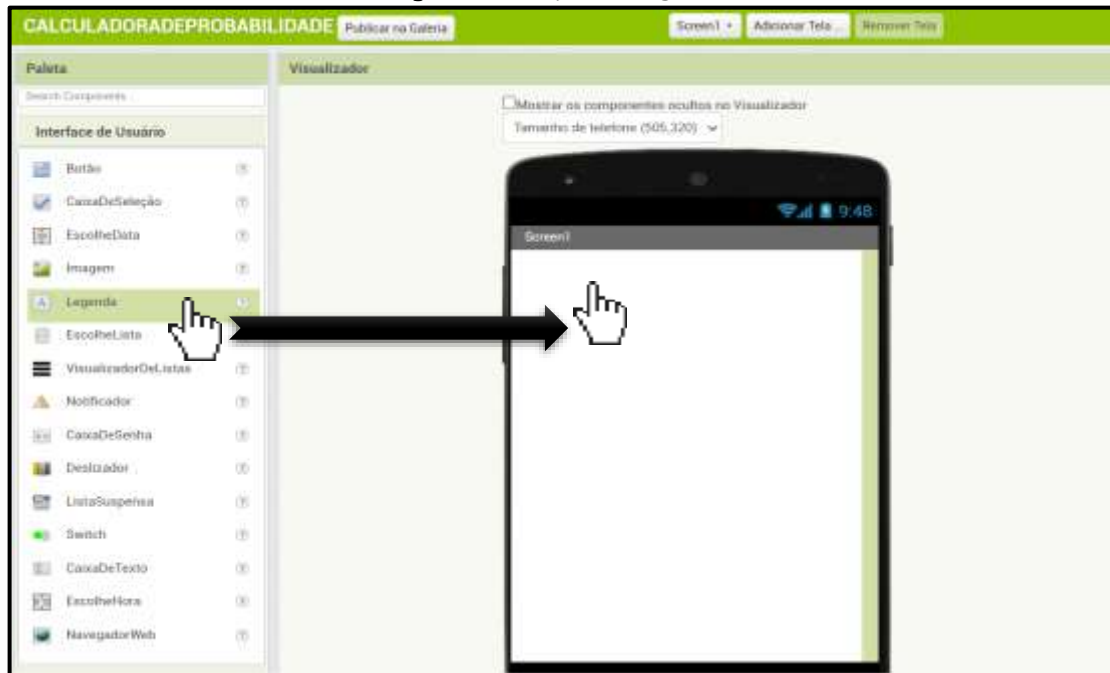 CALCULADORADEPROBABILIDADE Publicar na Galeria Screen1 Adicionar Tela ... Remover Tela
Paleta
Visualizador
Search Components
Mostrar os componentes ocultos no Visualizador
Interface de Usuário
Tamanho de telefone (505,320)
Botão
CaixaDeSeleção
9:48
EscolheData
Screen1
Imagem
Legenda
EscolheLista
VisualizadorDeListas
Notificador
CaixaDeSenha
Deslizador
ListaSuspensa
Switch
CaixaDeTexto
EscolheHora
NavegadorWeb